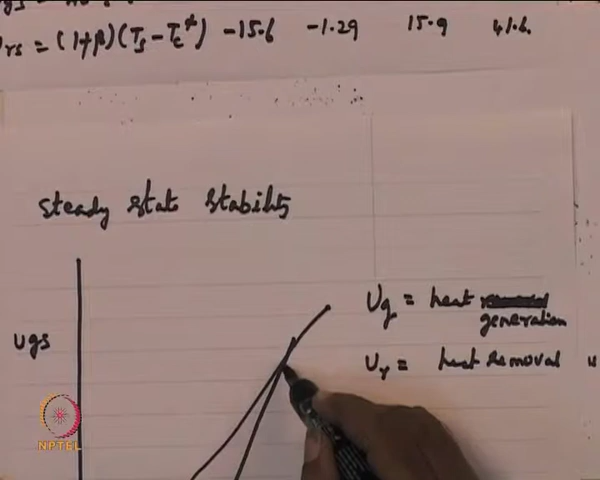 rs = (1+β)(Ts - Tc*) -15.6 -1.29 15.9 41.6
steady state stability
Ug = heat generation
ugs
Ur = heat removal
NPTEL